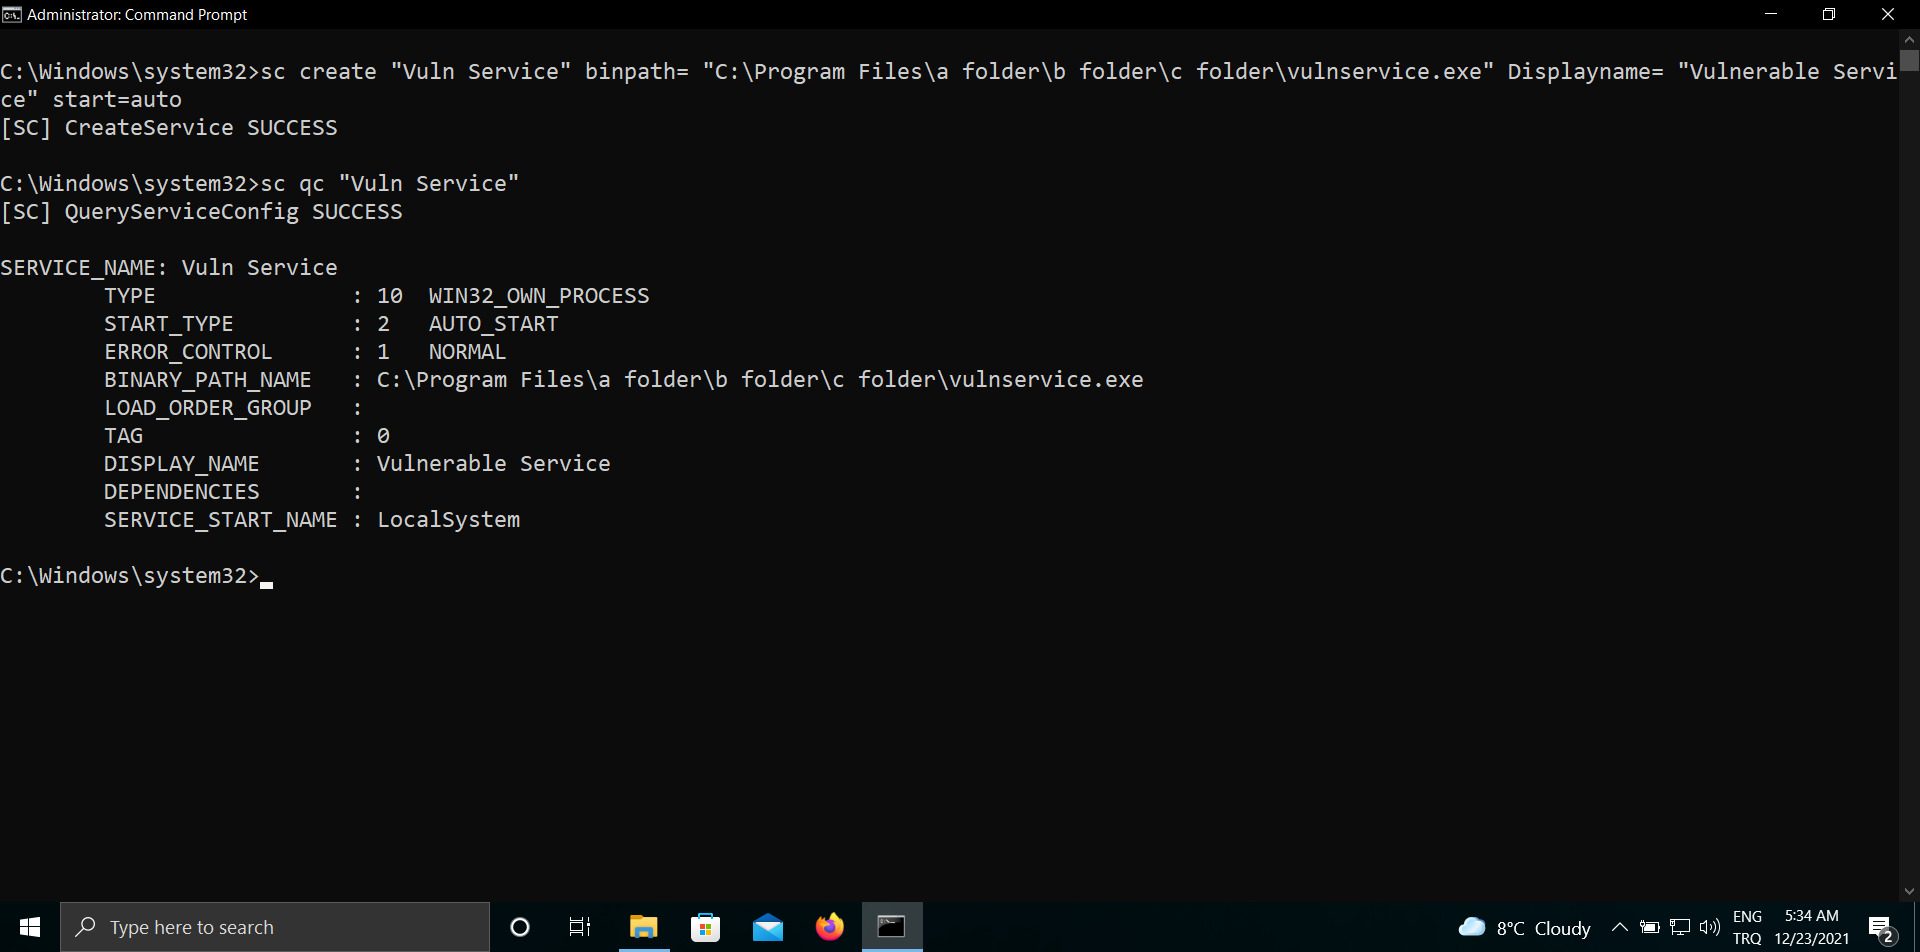 Administrator: Command Prompt
C:\Windows\system32>sc create "Vuln Service" binpath= "C:\Program Files\a folder\b folder\c folder\vulnservice.exe" Displayname= "Vulnerable Servi
ce" start=auto
[SC] CreateService SUCCESS
C:\Windows\system32>sc qc "Vuln Service"
[SC] QueryServiceConfig SUCCESS
SERVICE_NAME: Vuln Service
        TYPE               : 10  WIN32_OWN_PROCESS
        START_TYPE         : 2   AUTO_START
        ERROR_CONTROL      : 1   NORMAL
        BINARY_PATH_NAME   : C:\Program Files\a folder\b folder\c folder\vulnservice.exe
        LOAD_ORDER_GROUP   :
        TAG                : 0
        DISPLAY_NAME       : Vulnerable Service
        DEPENDENCIES       :
        SERVICE_START_NAME : LocalSystem
C:\Windows\system32>
Type here to search
8°C Cloudy
ENG
TRQ
5:34 AM
12/23/2021
2